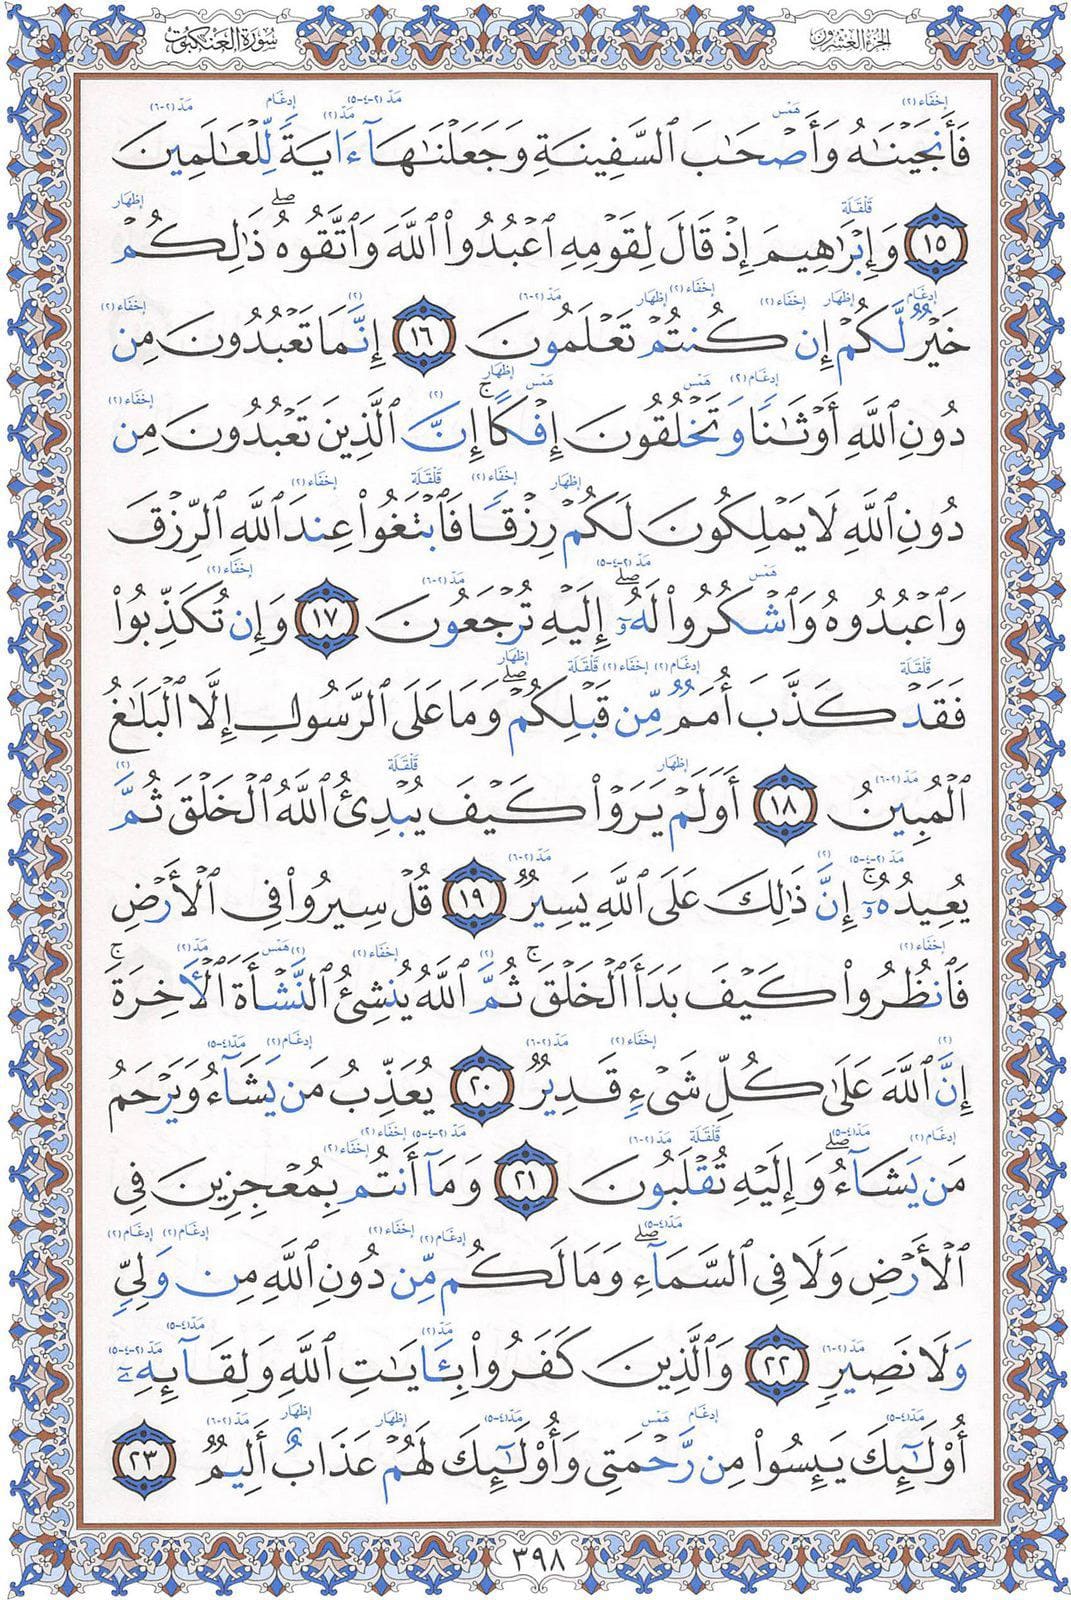 سورة العنكبوت
الجزء العشرون
فَأَنجَيْنَٰهُ وَأَصْحَٰبَ ٱلسَّفِينَةِ وَجَعَلْنَٰهَآ ءَايَةً لِّلْعَٰلَمِينَ
١٥ وَإِبْرَٰهِيمَ إِذْ قَالَ لِقَوْمِهِ ٱعْبُدُوا۟ ٱللَّهَ وَٱتَّقُوهُ ۖ ذَٰلِكُمْ
خَيْرٌ لَّكُمْ إِن كُنتُمْ تَعْلَمُونَ ١٦ إِنَّمَا تَعْبُدُونَ مِن
دُونِ ٱللَّهِ أَوْثَٰنًا وَتَخْلُقُونَ إِفْكًا ۚ إِنَّ ٱلَّذِينَ تَعْبُدُونَ مِن
دُونِ ٱللَّهِ لَا يَمْلِكُونَ لَكُمْ رِزْقًا فَٱبْتَغُوا۟ عِندَ ٱللَّهِ ٱلرِّزْقَ
وَٱعْبُدُوهُ وَٱشْكُرُوا۟ لَهُۥٓ ۖ إِلَيْهِ تُرْجَعُونَ ١٧ وَإِن تُكَذِّبُوا۟
فَقَدْ كَذَّبَ أُمَمٌ مِّن قَبْلِكُمْ ۖ وَمَا عَلَى ٱلرَّسُولِ إِلَّا ٱلْبَلَٰغُ
ٱلْمُبِينُ ١٨ أَوَلَمْ يَرَوْا۟ كَيْفَ يُبْدِئُ ٱللَّهُ ٱلْخَلْقَ ثُمَّ
يُعِيدُهُۥٓ ۚ إِنَّ ذَٰلِكَ عَلَى ٱللَّهِ يَسِيرٌ ١٩ قُلْ سِيرُوا۟ فِى ٱلْأَرْضِ
فَٱنظُرُوا۟ كَيْفَ بَدَأَ ٱلْخَلْقَ ۚ ثُمَّ ٱللَّهُ يُنشِئُ ٱلنَّشْأَةَ ٱلْءَاخِرَةَ ۚ
إِنَّ ٱللَّهَ عَلَىٰ كُلِّ شَىْءٍ قَدِيرٌ ٢٠ يُعَذِّبُ مَن يَشَآءُ وَيَرْحَمُ
مَن يَشَآءُ ۖ وَإِلَيْهِ تُقْلَبُونَ ٢١ وَمَآ أَنتُم بِمُعْجِزِينَ فِى
ٱلْأَرْضِ وَلَا فِى ٱلسَّمَآءِ ۖ وَمَا لَكُم مِّن دُونِ ٱللَّهِ مِن وَلِىٍّ
وَلَا نَصِيرٍ ٢٢ وَٱلَّذِينَ كَفَرُوا۟ بِـَٔايَٰتِ ٱللَّهِ وَلِقَآئِهِۦٓ
أُو۟لَٰٓئِكَ يَئِسُوا۟ مِن رَّحْمَتِى وَأُو۟لَٰٓئِكَ لَهُمْ عَذَابٌ أَلِيمٌ ٢٣
٣٩٨